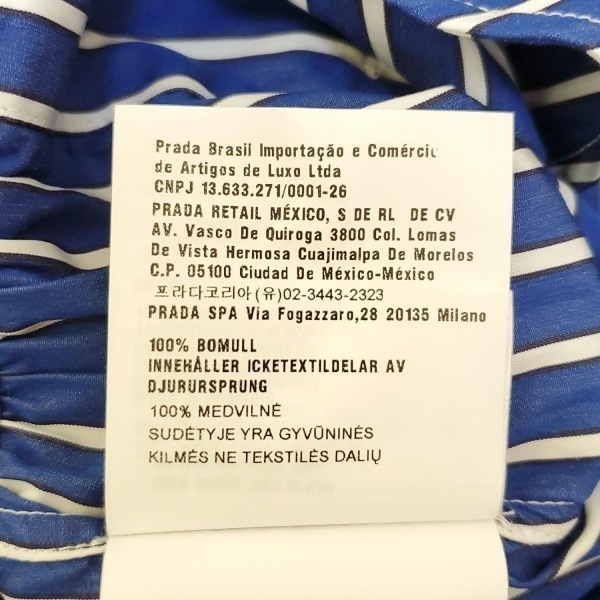 Prada Brasil Importação e Comércio
de Artigos de Luxo Ltda
CNPJ 13.633.271/0001-26
PRADA RETAIL MÉXICO, S DE RL DE CV
AV. Vasco De Quiroga 3800 Col. Lomas
De Vista Hermosa Cuajimalpa De Morelos
C.P. 05100 Ciudad De México-México
프라다코리아(유)02-3443-2323
PRADA SPA Via Fogazzaro,28 20135 Milano
100% BOMULL
INNEHÅLLER ICKETEXTILDELAR AV
DJURURSPRUNG
100% MEDVILNĖ
SUDĖTYJE YRA GYVŪNINĖS
KILMĖS NE TEKSTILĖS DALIŲ